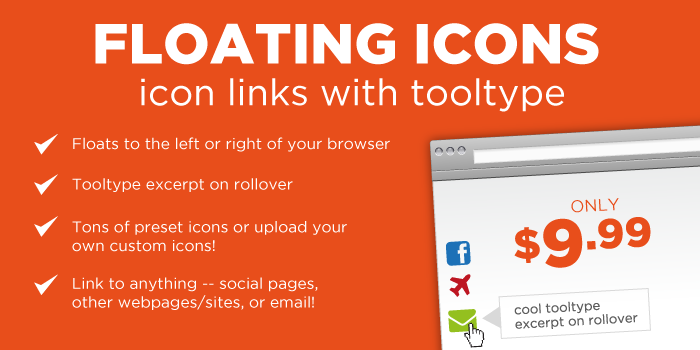 FLOATING ICONS
icon links with tooltype
Floats to the left or right of your browser
Tooltype excerpt on rollover
Tons of preset icons or upload your
own custom icons!
Link to anything -- social pages,
other webpages/sites, or email!
ONLY
$9.99
f
cool tooltype
excerpt on rollover